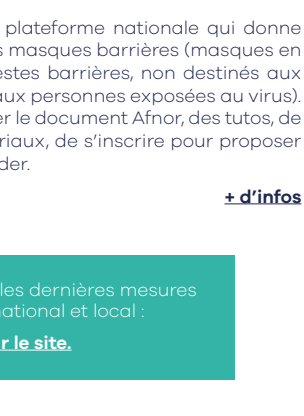 plateforme nationale qui donne
s masques barrières (masques en
estes barrières, non destinés aux
aux personnes exposées au virus).
er le document Afnor, des tutos, de
riaux, de s’inscrire pour proposer
der.
+ d’infos
les dernières mesures
national et local :
r le site.